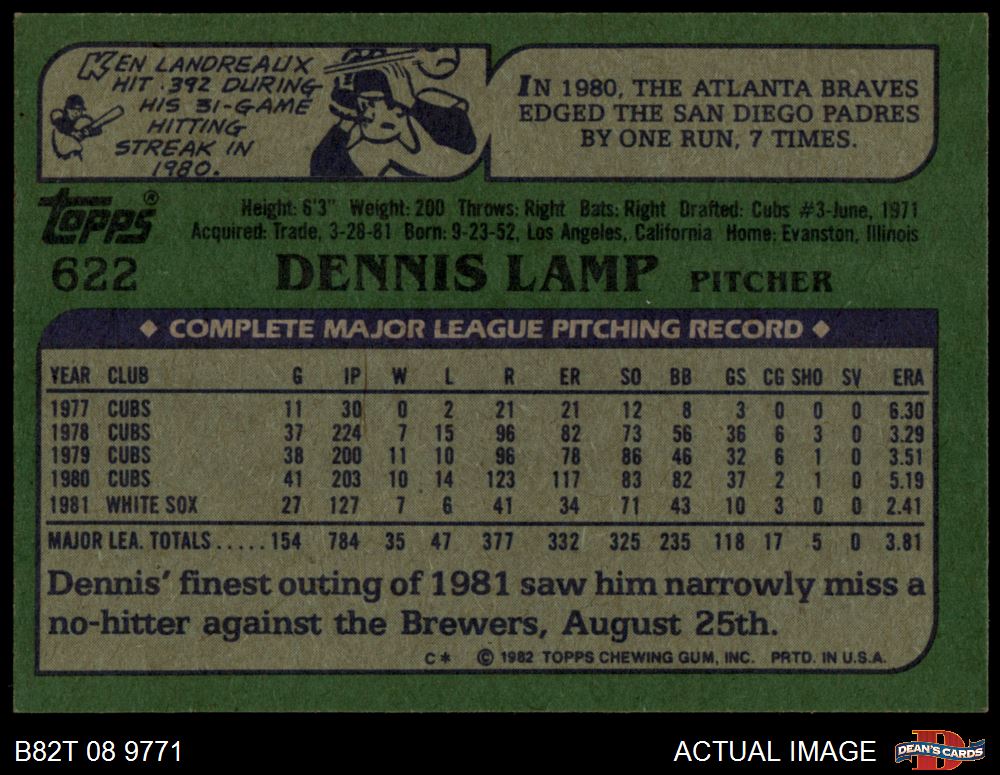 KEN LANDREAUX
HIT .392 DURING
HIS 31-GAME
HITTING
STREAK IN
1980.
IN 1980, THE ATLANTA BRAVES
EDGED THE SAN DIEGO PADRES
BY ONE RUN, 7 TIMES.
topps®
Height: 6'3" Weight: 200 Throws: Right Bats: Right Drafted: Cubs #3-June, 1971
Acquired: Trade, 3-28-81 Born: 9-23-52, Los Angeles, California Home: Evanston, Illinois
622 DENNIS LAMP PITCHER
◆ COMPLETE MAJOR LEAGUE PITCHING RECORD ◆
YEAR CLUB G IP W L R ER SO BB GS CG SHO SV ERA
1977 CUBS 11 30 0 2 21 21 12 8 3 0 0 0 6.30
1978 CUBS 37 224 7 15 96 82 73 56 36 6 3 0 3.29
1979 CUBS 38 200 11 10 96 78 86 46 32 6 1 0 3.51
1980 CUBS 41 203 10 14 123 117 83 82 37 2 1 0 5.19
1981 WHITE SOX 27 127 7 6 41 34 71 43 10 3 0 0 2.41
MAJOR LEA. TOTALS.....154 784 35 47 377 332 325 235 118 17 5 0 3.81
Dennis' finest outing of 1981 saw him narrowly miss a
no-hitter against the Brewers, August 25th.
C* © 1982 TOPPS CHEWING GUM, INC. PRTD. IN U.S.A.
B82T 08 9771
ACTUAL IMAGE
D
DEAN'S CARDS